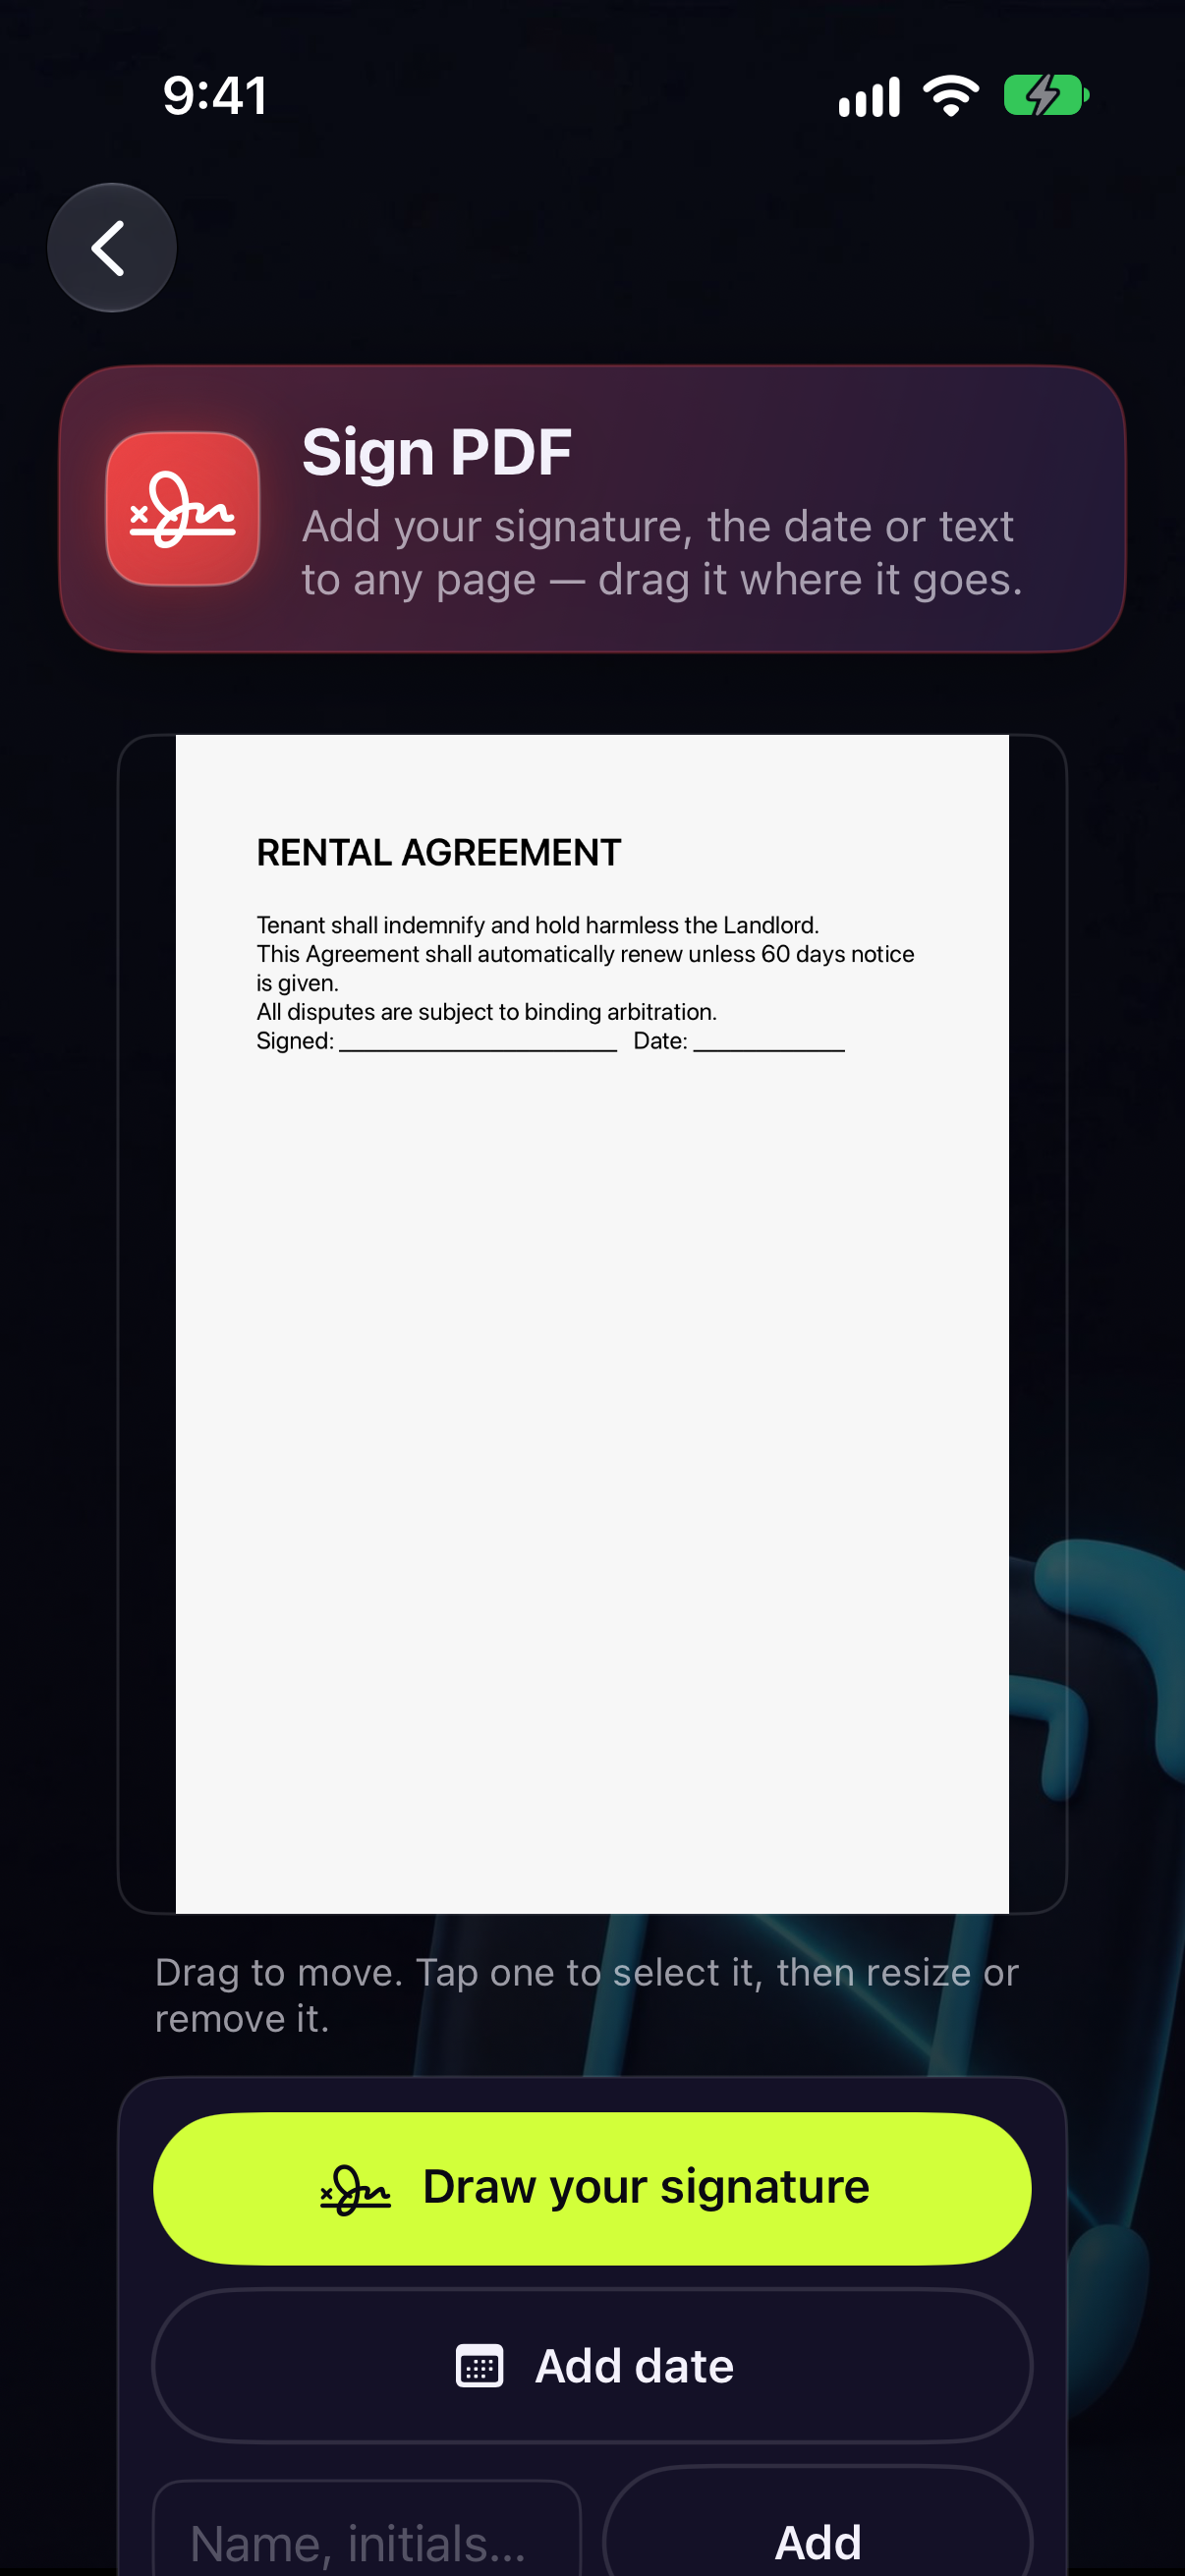 9:41
Sign PDF
Add your signature, the date or text
to any page — drag it where it goes.
RENTAL AGREEMENT
Tenant shall indemnify and hold harmless the Landlord.
This Agreement shall automatically renew unless 60 days notice
is given.
All disputes are subject to binding arbitration.
Signed: ____________________ Date: ___________
Drag to move. Tap one to select it, then resize or
remove it.
Draw your signature
Add date
Name, initials...
Add